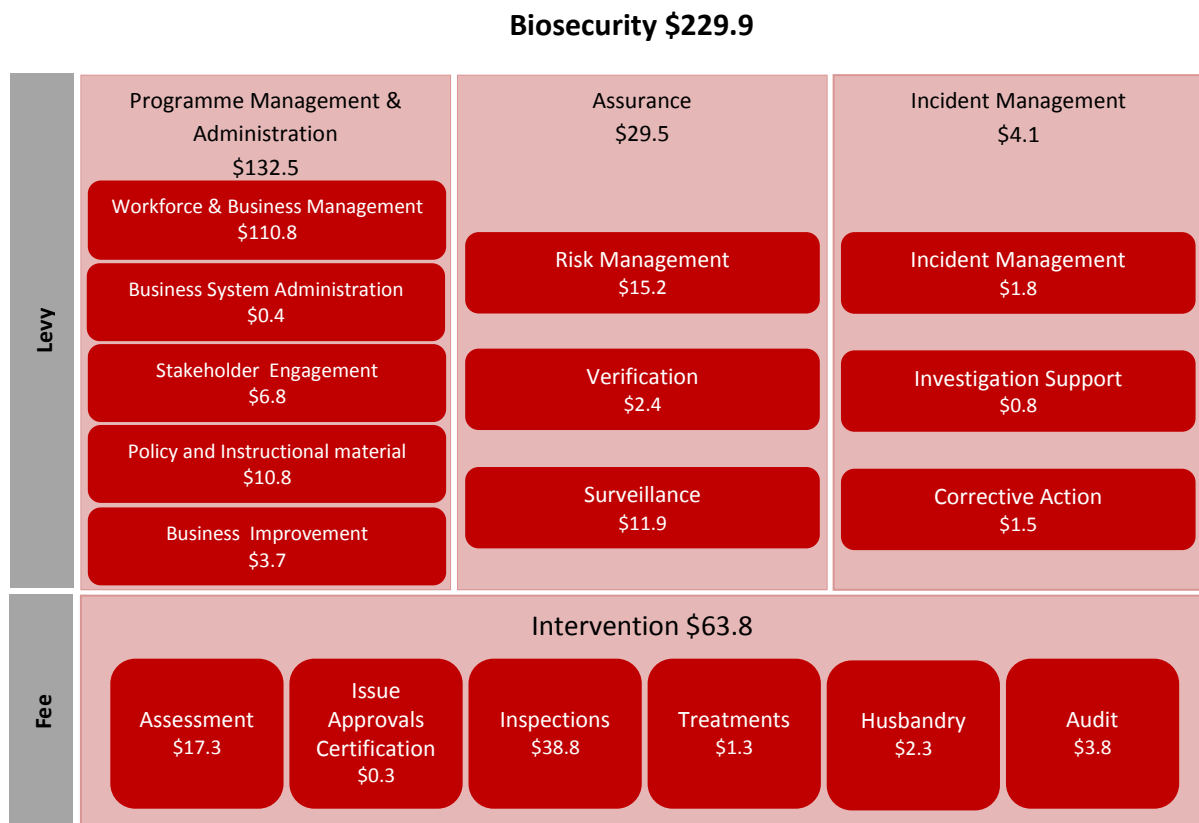 Biosecurity $229.9
Levy
Programme Management &
Administration
$132.5
Workforce & Business Management
$110.8
Business System Administration
$0.4
Stakeholder Engagement
$6.8
Policy and Instructional material
$10.8
Business Improvement
$3.7
Assurance
$29.5
Risk Management
$15.2
Verification
$2.4
Surveillance
$11.9
Incident Management
$4.1
Incident Management
$1.8
Investigation Support
$0.8
Corrective Action
$1.5
Fee
Intervention $63.8
Assessment
$17.3
Issue
Approvals
Certification
$0.3
Inspections
$38.8
Treatments
$1.3
Husbandry
$2.3
Audit
$3.8